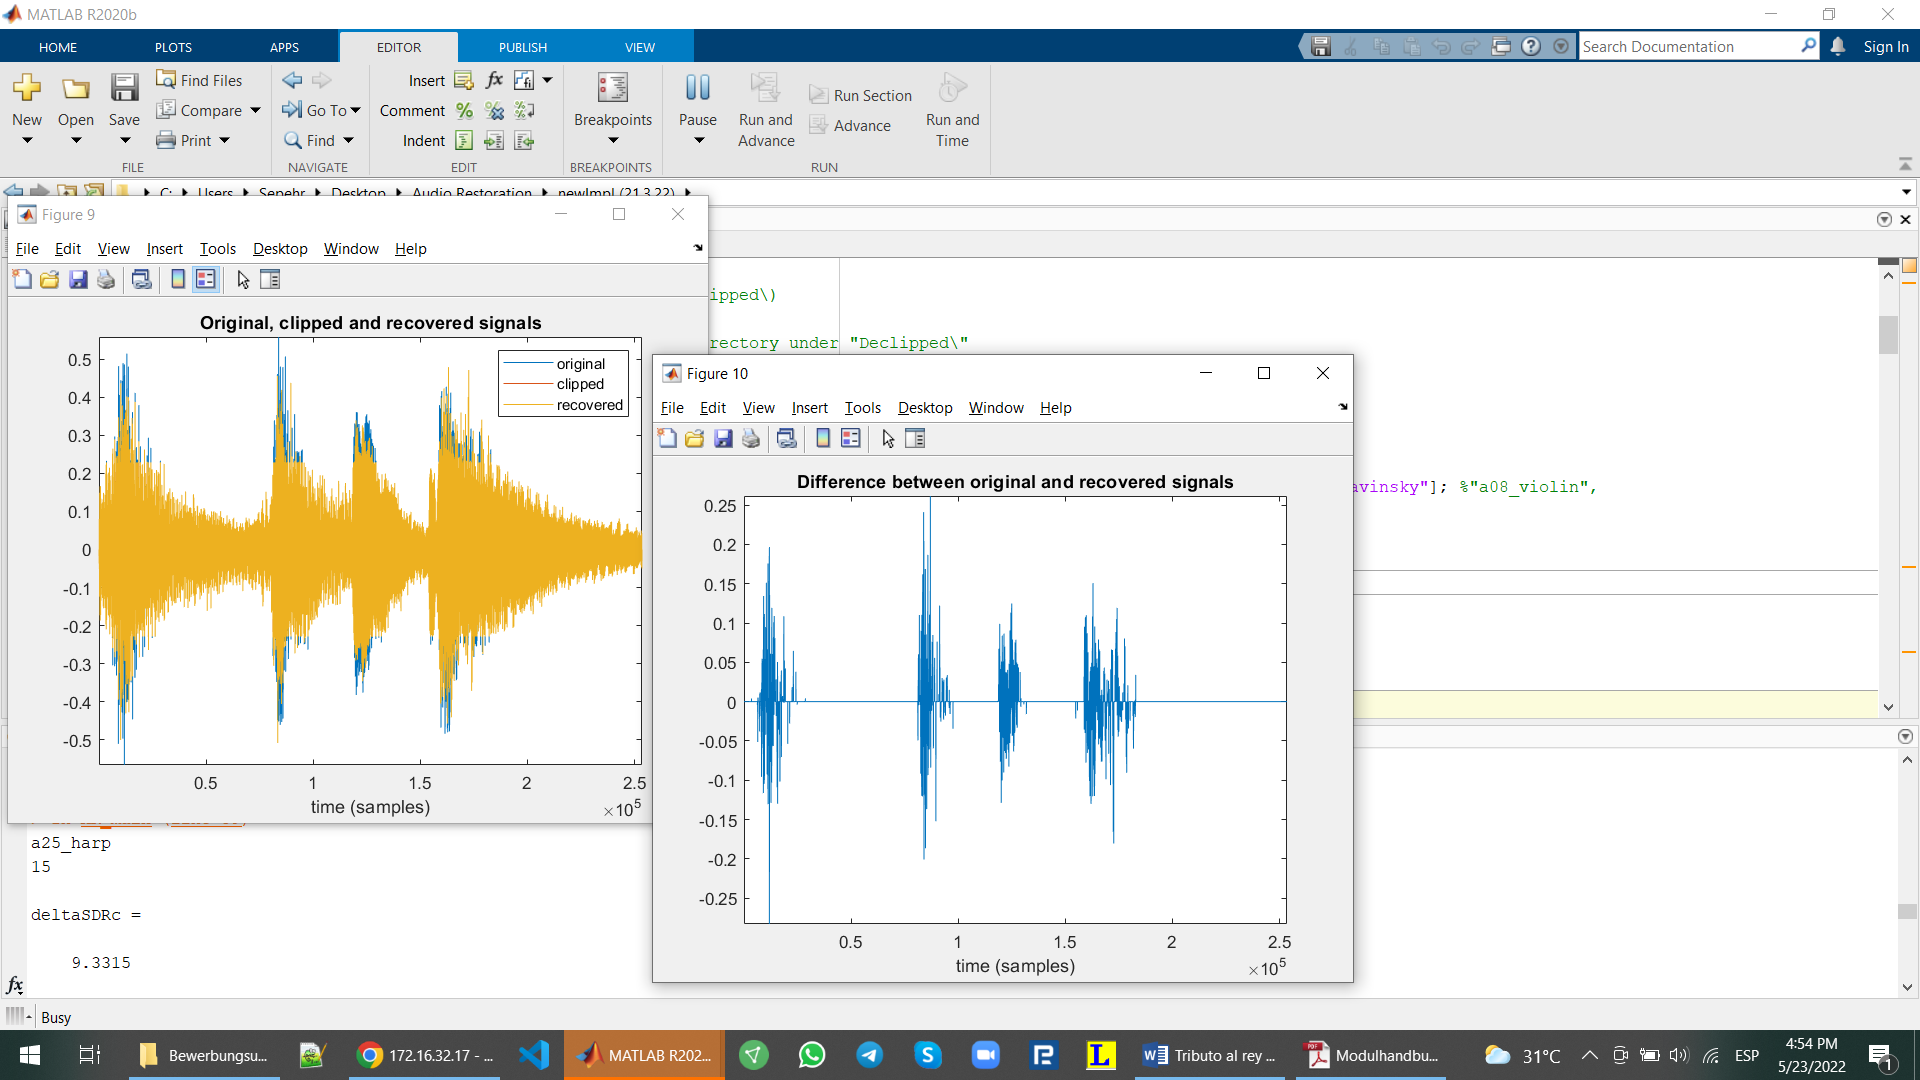 MATLAB R2020b
HOME PLOTS APPS EDITOR PUBLISH VIEW
Search Documentation
Sign In
New
Open
Save
Find Files
Compare
Print
FILE
Go To
Find
NAVIGATE
Insert
fx
fi
Comment
%
Indent
EDIT
Breakpoints
BREAKPOINTS
Pause
Run and Advance
Run Section
Advance
Run and Time
RUN
C: Users Sepehr Desktop Audio Restoration newImpl (21.3.22)
Figure 9
File Edit View Insert Tools Desktop Window Help
Original, clipped and recovered signals
original
clipped
recovered
0.5
0.4
0.3
0.2
0.1
0
-0.1
-0.2
-0.3
-0.4
-0.5
0.5 1 1.5 2 2.5
time (samples)
×10⁵
ipped\)
rectory under "Declipped\"
avinsky"]; %"a08_violin",
Figure 10
File Edit View Insert Tools Desktop Window Help
Difference between original and recovered signals
0.25
0.2
0.15
0.1
0.05
0
-0.05
-0.1
-0.15
-0.2
-0.25
0.5 1 1.5 2 2.5
time (samples)
×10⁵
a25_harp
15
deltaSDRc =
9.3315
fx
Busy
Bewerbungsu...
172.16.32.17 - ...
MATLAB R202...
Tributo al rey ...
Modulhandbu...
31°C
ESP
4:54 PM
5/23/2022
1